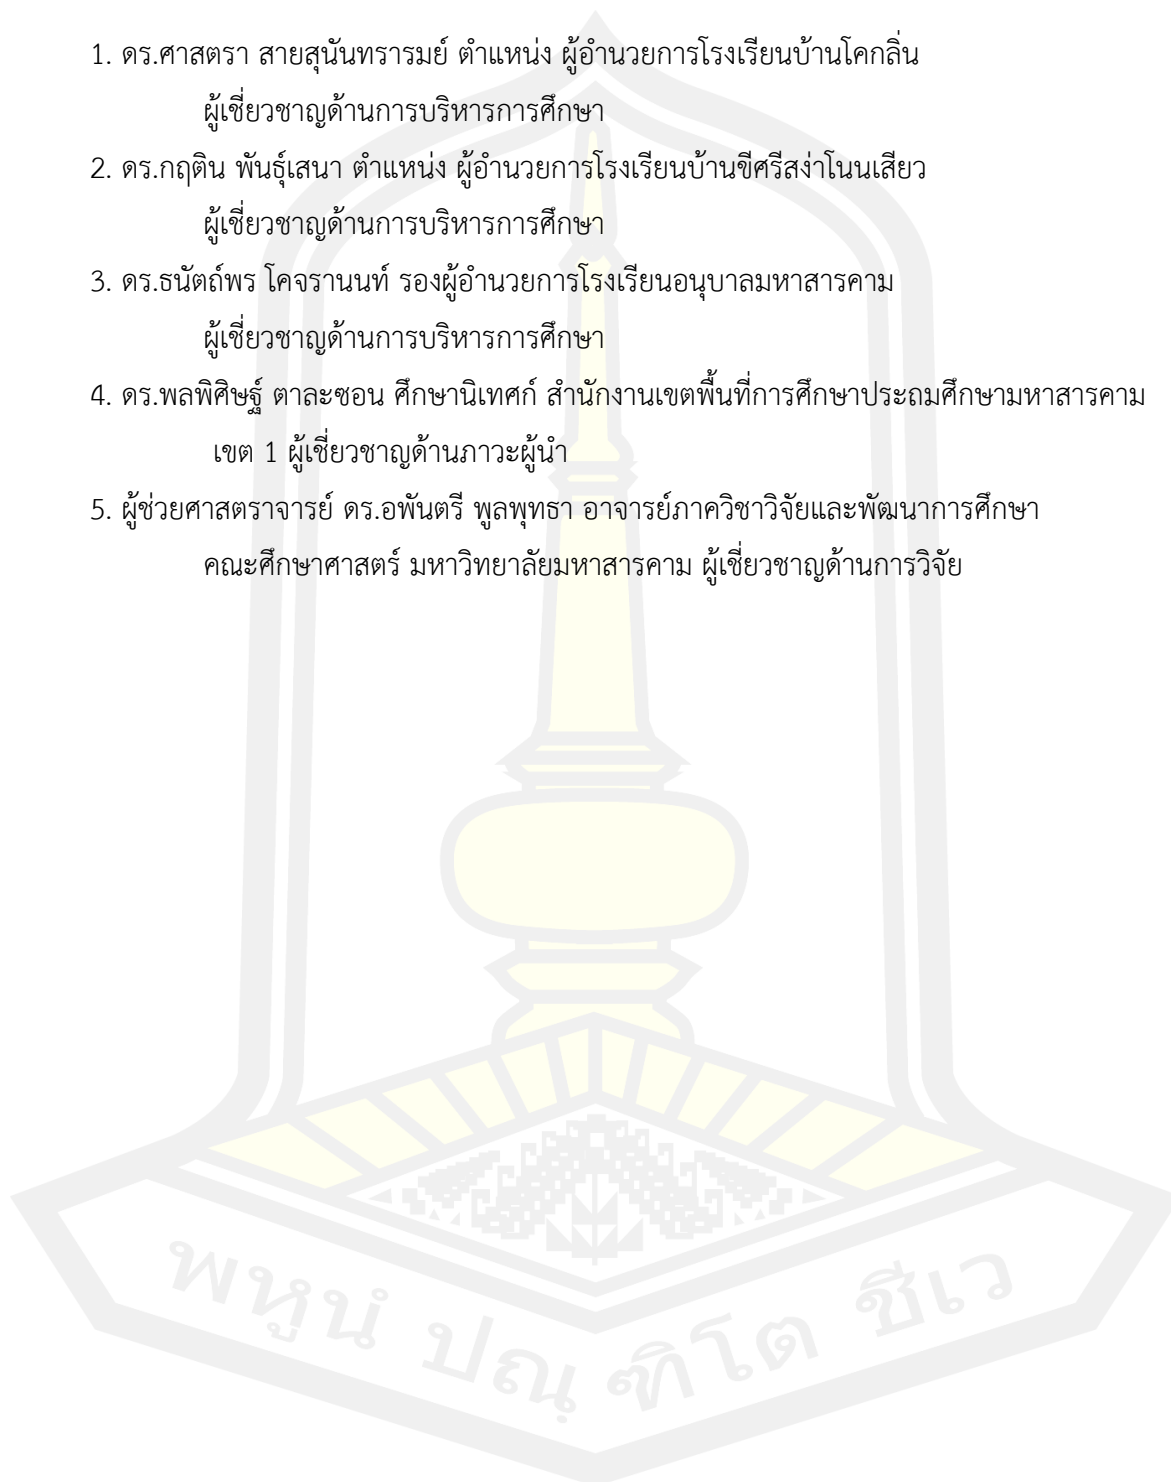 1. ดร.ศาสตรา สายสุนันทรารมย์ ตำแหน่ง ผู้อำนวยการโรงเรียนบ้านโคกลิ่น
ผู้เชี่ยวชาญด้านการบริหารการศึกษา
2. ดร.กฤติน พันธุ์เสนา ตำแหน่ง ผู้อำนวยการโรงเรียนบ้านขีศรีสง่าโนนเสียว
ผู้เชี่ยวชาญด้านการบริหารการศึกษา
3. ดร.ธนัตถ์พร โคจรานนท์ รองผู้อำนวยการโรงเรียนอนุบาลมหาสารคาม
ผู้เชี่ยวชาญด้านการบริหารการศึกษา
4. ดร.พลพิศิษฐ์ ตาละซอน ศึกษานิเทศก์ สำนักงานเขตพื้นที่การศึกษาประถมศึกษามหาสารคาม
เขต 1 ผู้เชี่ยวชาญด้านภาวะผู้นำ
5. ผู้ช่วยศาสตราจารย์ ดร.อพันตรี พูลพุทธา อาจารย์ภาควิชาวิจัยและพัฒนาการศึกษา
คณะศึกษาศาสตร์ มหาวิทยาลัยมหาสารคาม ผู้เชี่ยวชาญด้านการวิจัย
พหูนํ ปณฺ ฑิโต ชีเว